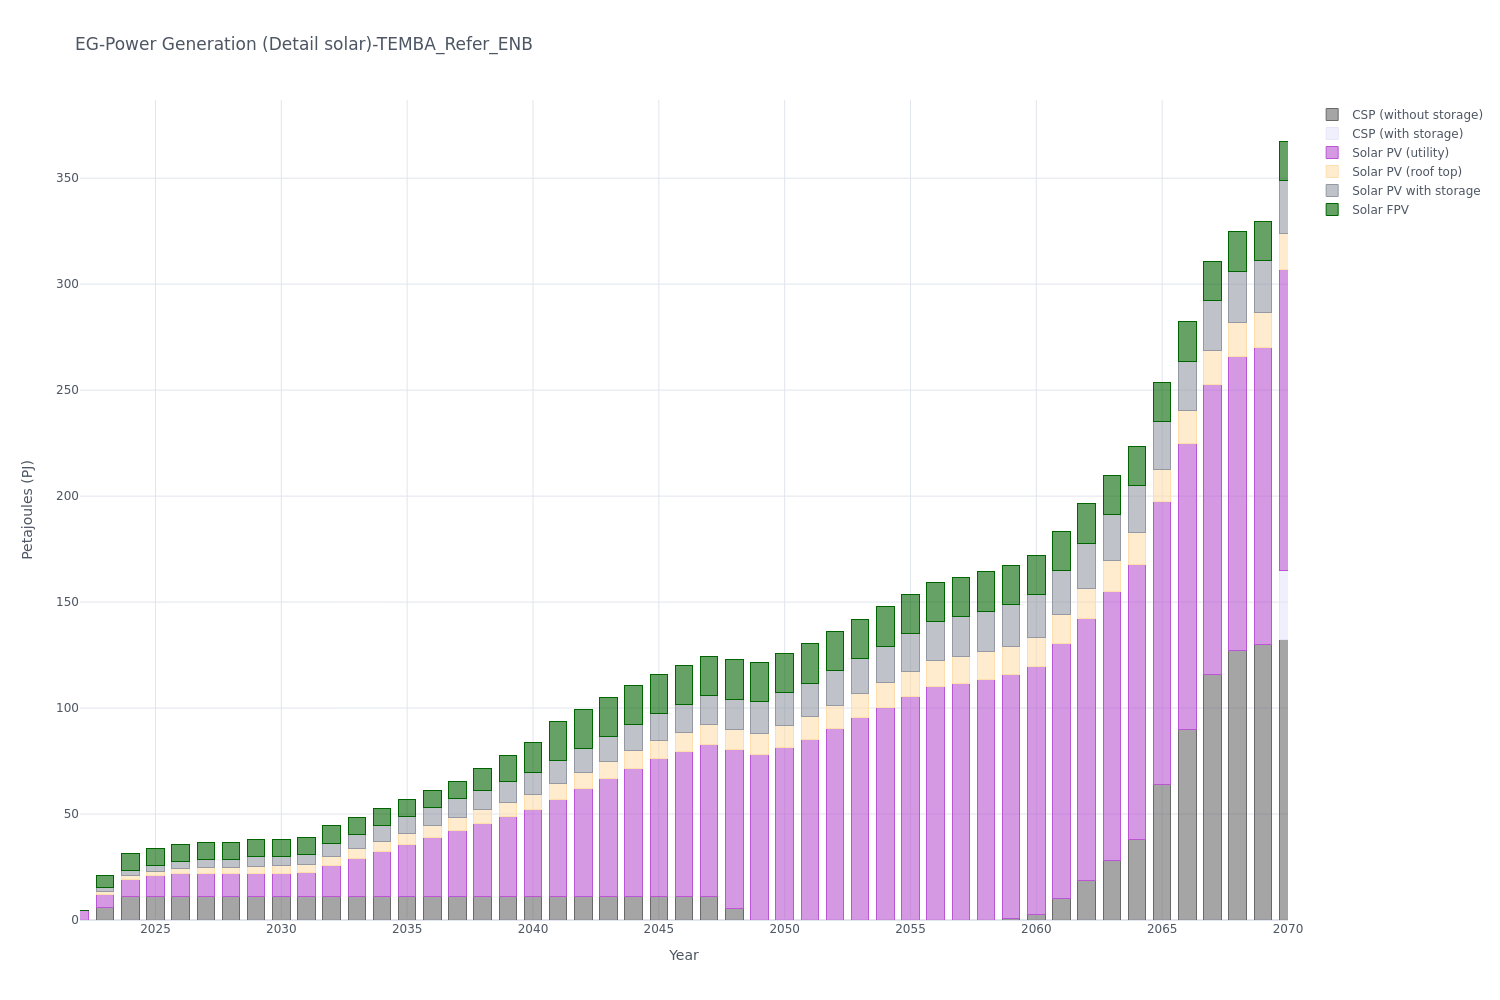 EG-Power Generation (Detail solar)-TEMBA_Refer_ENB
CSP (without storage)
CSP (with storage)
Solar PV (utility)
Solar PV (roof top)
Solar PV with storage
Solar FPV
350
300
250
200
150
100
50
0
Petajoules (PJ)
2025 2030 2035 2040 2045 2050 2055 2060 2065 2070
Year